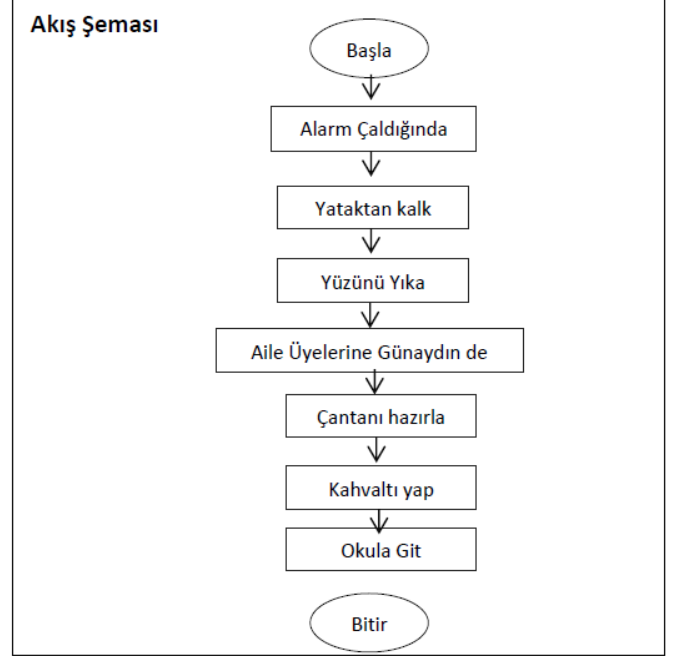 Akış Şeması
Başla
Alarm Çaldığında
Yataktan kalk
Yüzünü Yıka
Aile Üyelerine Günaydın de
Çantanı hazırla
Kahvaltı yap
Okula Git
Bitir